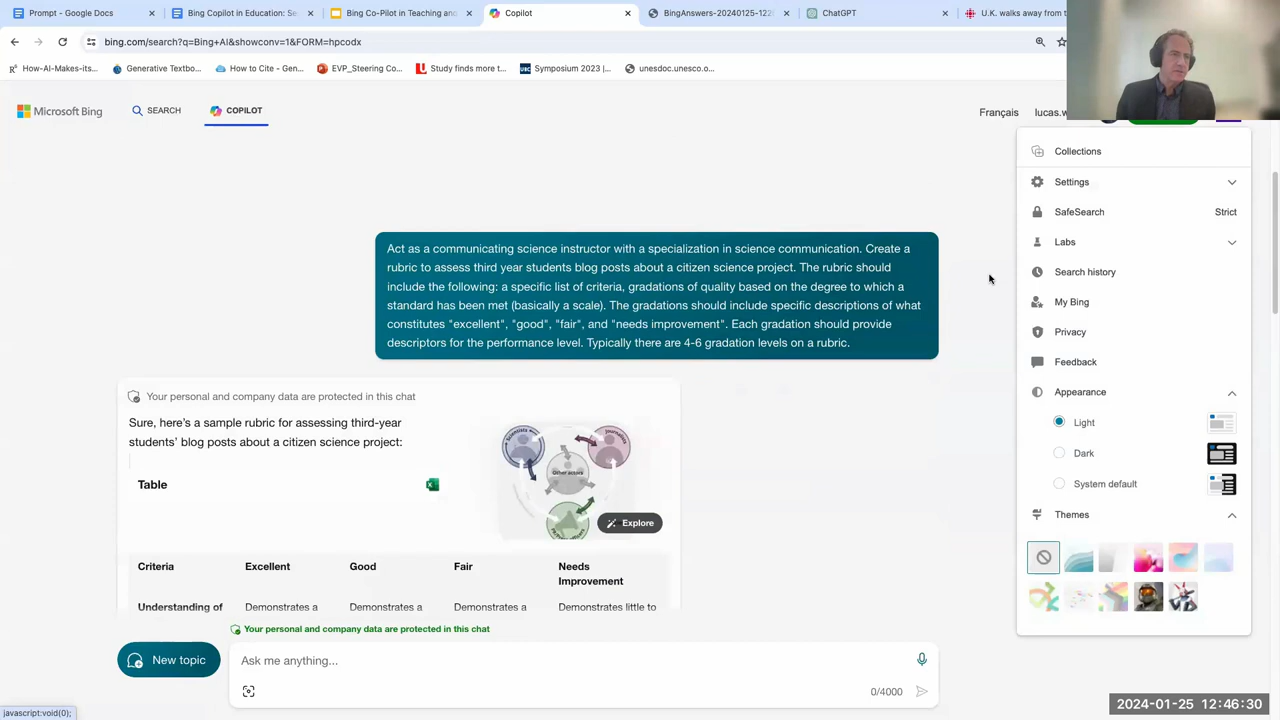 Prompt - Google Docs
Bing Copilot in Education: Se
Bing Co-Pilot in Teaching and
Copilot
BingAnswers-20240125-122
ChatGPT
U.K. walks away from t
bing.com/search?q=Bing+AI&showconv=1&FORM=hpcodx
How-AI-Makes-its...
Generative Textbo...
How to Cite - Gen...
EVP_Steering Co...
Study finds more t...
Symposium 2023 |...
unesdoc.unesco.o...
Microsoft Bing
SEARCH
COPILOT
Français
lucas.w
Collections
Settings
SafeSearch
Strict
Labs
Search history
My Bing
Privacy
Feedback
Appearance
Light
Dark
System default
Themes
Act as a communicating science instructor with a specialization in science communication. Create a
rubric to assess third year students blog posts about a citizen science project. The rubric should
include the following: a specific list of criteria, gradations of quality based on the degree to which a
standard has been met (basically a scale). The gradations should include specific descriptions of what
constitutes "excellent", "good", "fair", and "needs improvement". Each gradation should provide
descriptors for the performance level. Typically there are 4-6 gradation levels on a rubric.
Your personal and company data are protected in this chat
Sure, here's a sample rubric for assessing third-year
students' blog posts about a citizen science project:
Other actors
Explore
Table
Criteria
Excellent
Good
Fair
Needs
Improvement
Understanding of
Demonstrates a
Demonstrates a
Demonstrates a
Demonstrates little to
Your personal and company data are protected in this chat
New topic
Ask me anything...
0/4000
javascript:void(0);
2024-01-25 12:46:30